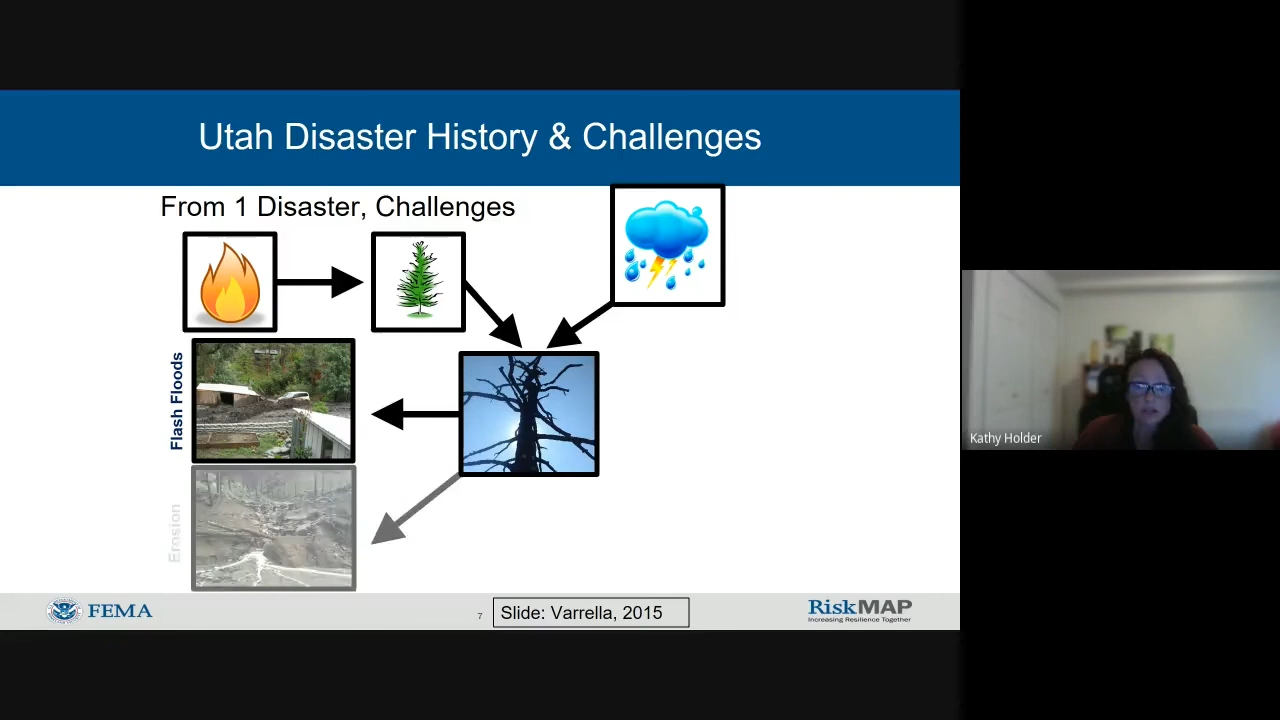 Utah Disaster History & Challenges
From 1 Disaster, Challenges
Flash Floods
Erosion
FEMA
7
Slide: Varrella, 2015
RiskMAP
Increasing Resilience Together
Kathy Holder